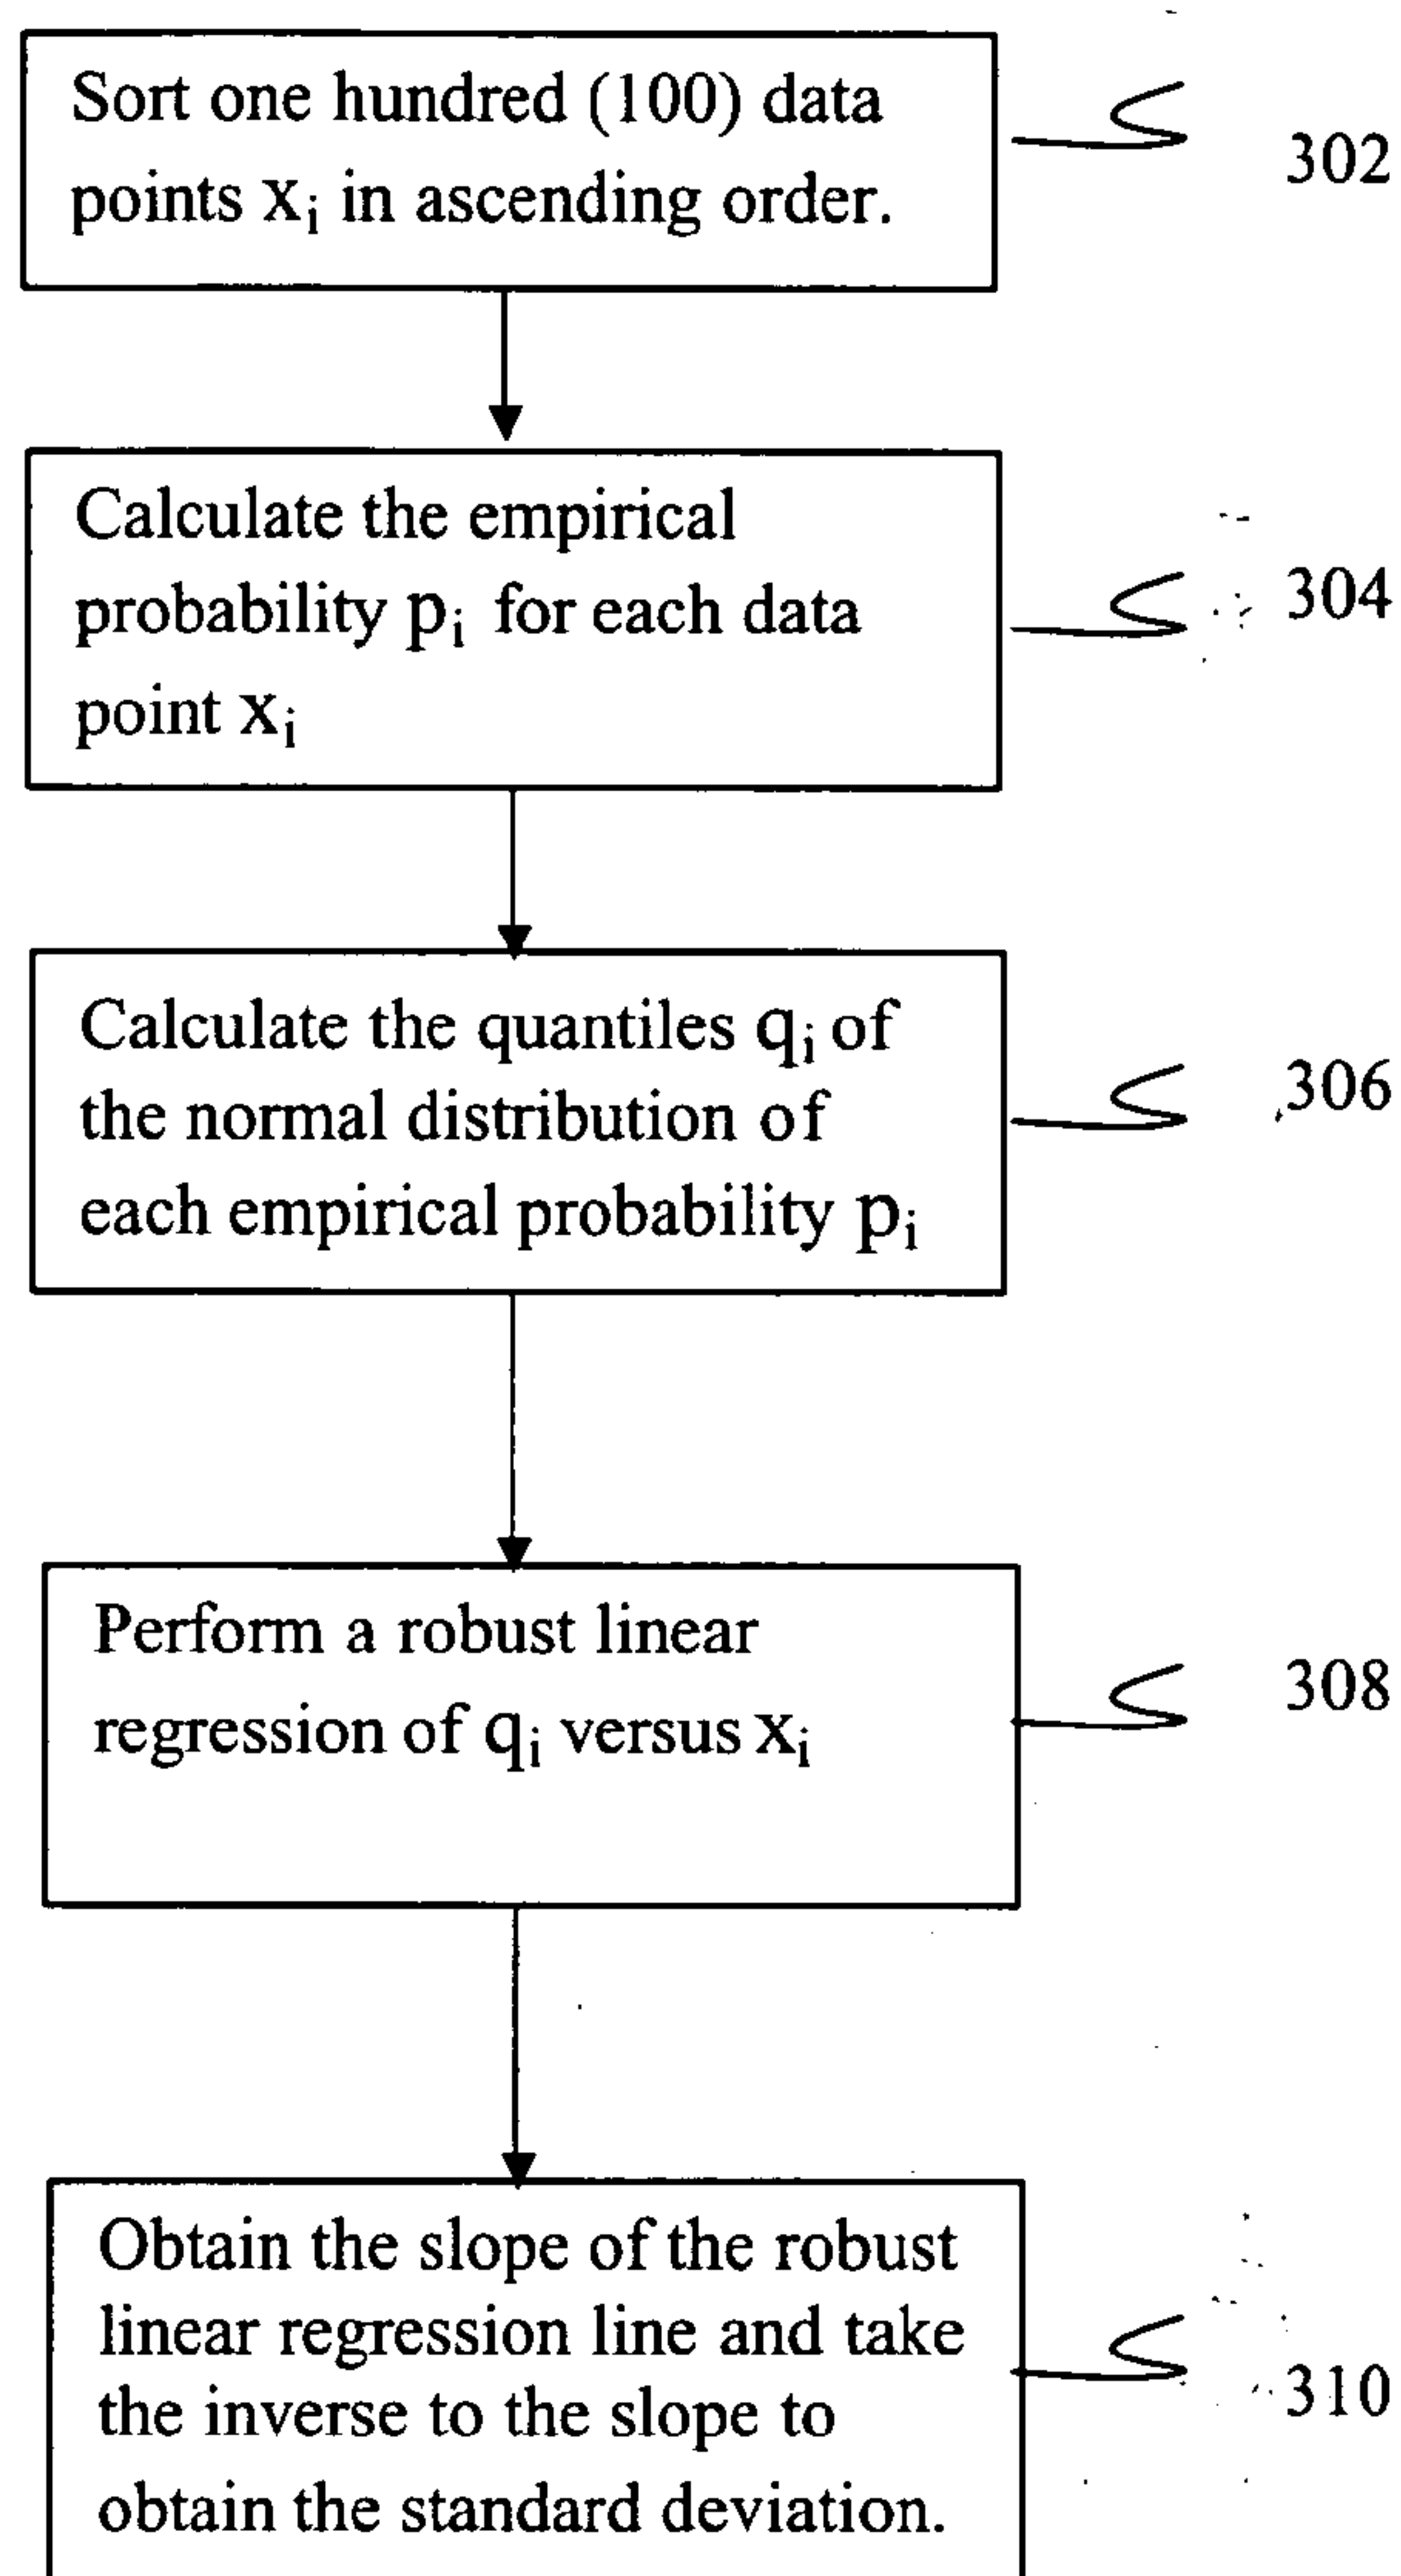 Sort one hundred (100) data
points xᵢ in ascending order.
302
Calculate the empirical
probability pᵢ for each data
point xᵢ
304
Calculate the quantiles qᵢ of
the normal distribution of
each empirical probability pᵢ
306
Perform a robust linear
regression of qᵢ versus xᵢ
308
Obtain the slope of the robust
linear regression line and take
the inverse to the slope to
obtain the standard deviation.
310